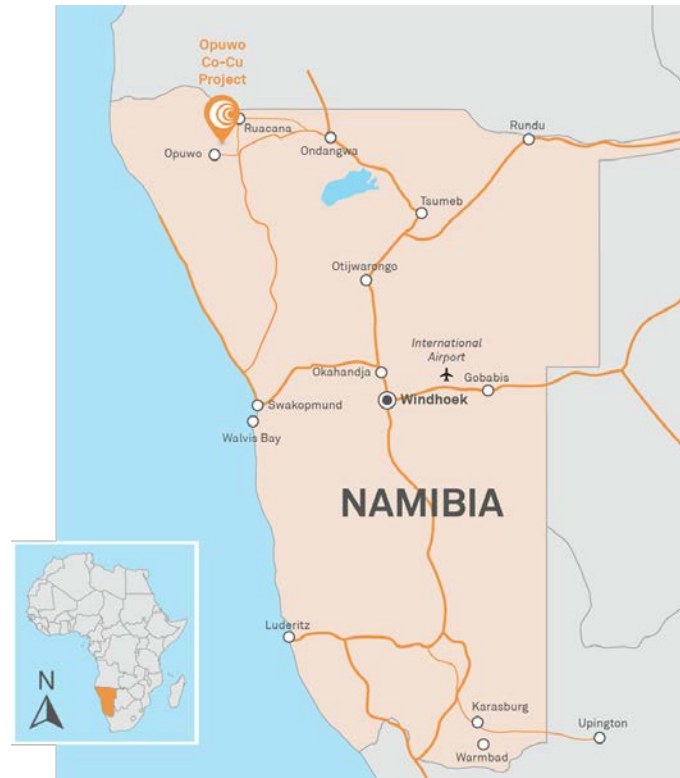 Opuwo
Co-Cu
Project
Ruacana
Opuwo
Ondangwa
Rundu
Tsumeb
Otijwarongo
International
Airport
Okahandja
Gobabis
Windhoek
Swakopmund
Walvis Bay
NAMIBIA
Luderitz
N
Karasburg
Upington
Warmbad